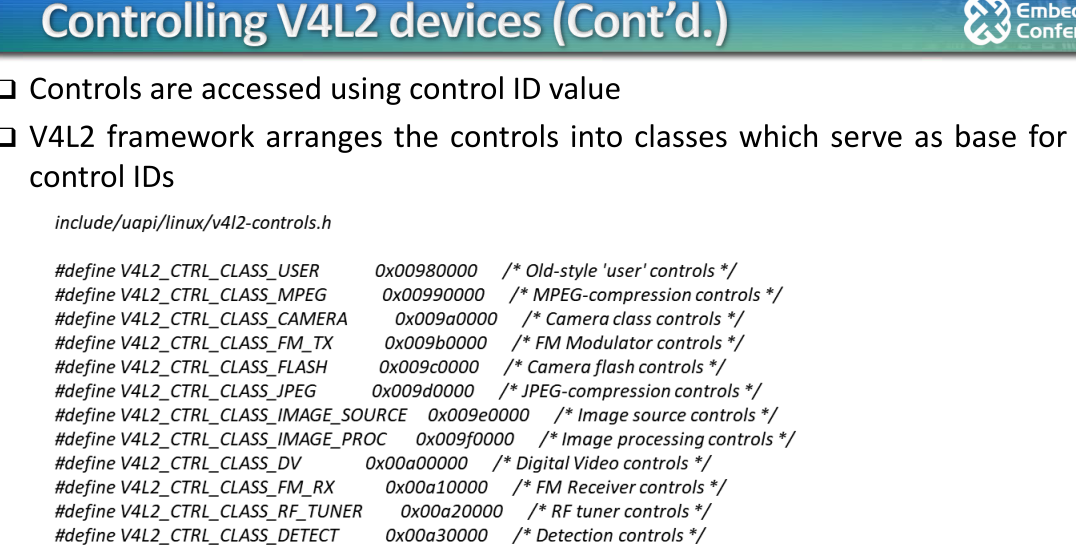 Controlling V4L2 devices (Cont'd.)
❑ Controls are accessed using control ID value
❑ V4L2 framework arranges the controls into classes which serve as base for
control IDs
include/uapi/linux/v4l2-controls.h
#define V4L2_CTRL_CLASS_USER 0x00980000 /* Old-style 'user' controls */
#define V4L2_CTRL_CLASS_MPEG 0x00990000 /* MPEG-compression controls */
#define V4L2_CTRL_CLASS_CAMERA 0x009a0000 /* Camera class controls */
#define V4L2_CTRL_CLASS_FM_TX 0x009b0000 /* FM Modulator controls */
#define V4L2_CTRL_CLASS_FLASH 0x009c0000 /* Camera flash controls */
#define V4L2_CTRL_CLASS_JPEG 0x009d0000 /* JPEG-compression controls */
#define V4L2_CTRL_CLASS_IMAGE_SOURCE 0x009e0000 /* Image source controls */
#define V4L2_CTRL_CLASS_IMAGE_PROC 0x009f0000 /* Image processing controls */
#define V4L2_CTRL_CLASS_DV 0x00a00000 /* Digital Video controls */
#define V4L2_CTRL_CLASS_FM_RX 0x00a10000 /* FM Receiver controls */
#define V4L2_CTRL_CLASS_RF_TUNER 0x00a20000 /* RF tuner controls */
#define V4L2_CTRL_CLASS_DETECT 0x00a30000 /* Detection controls */